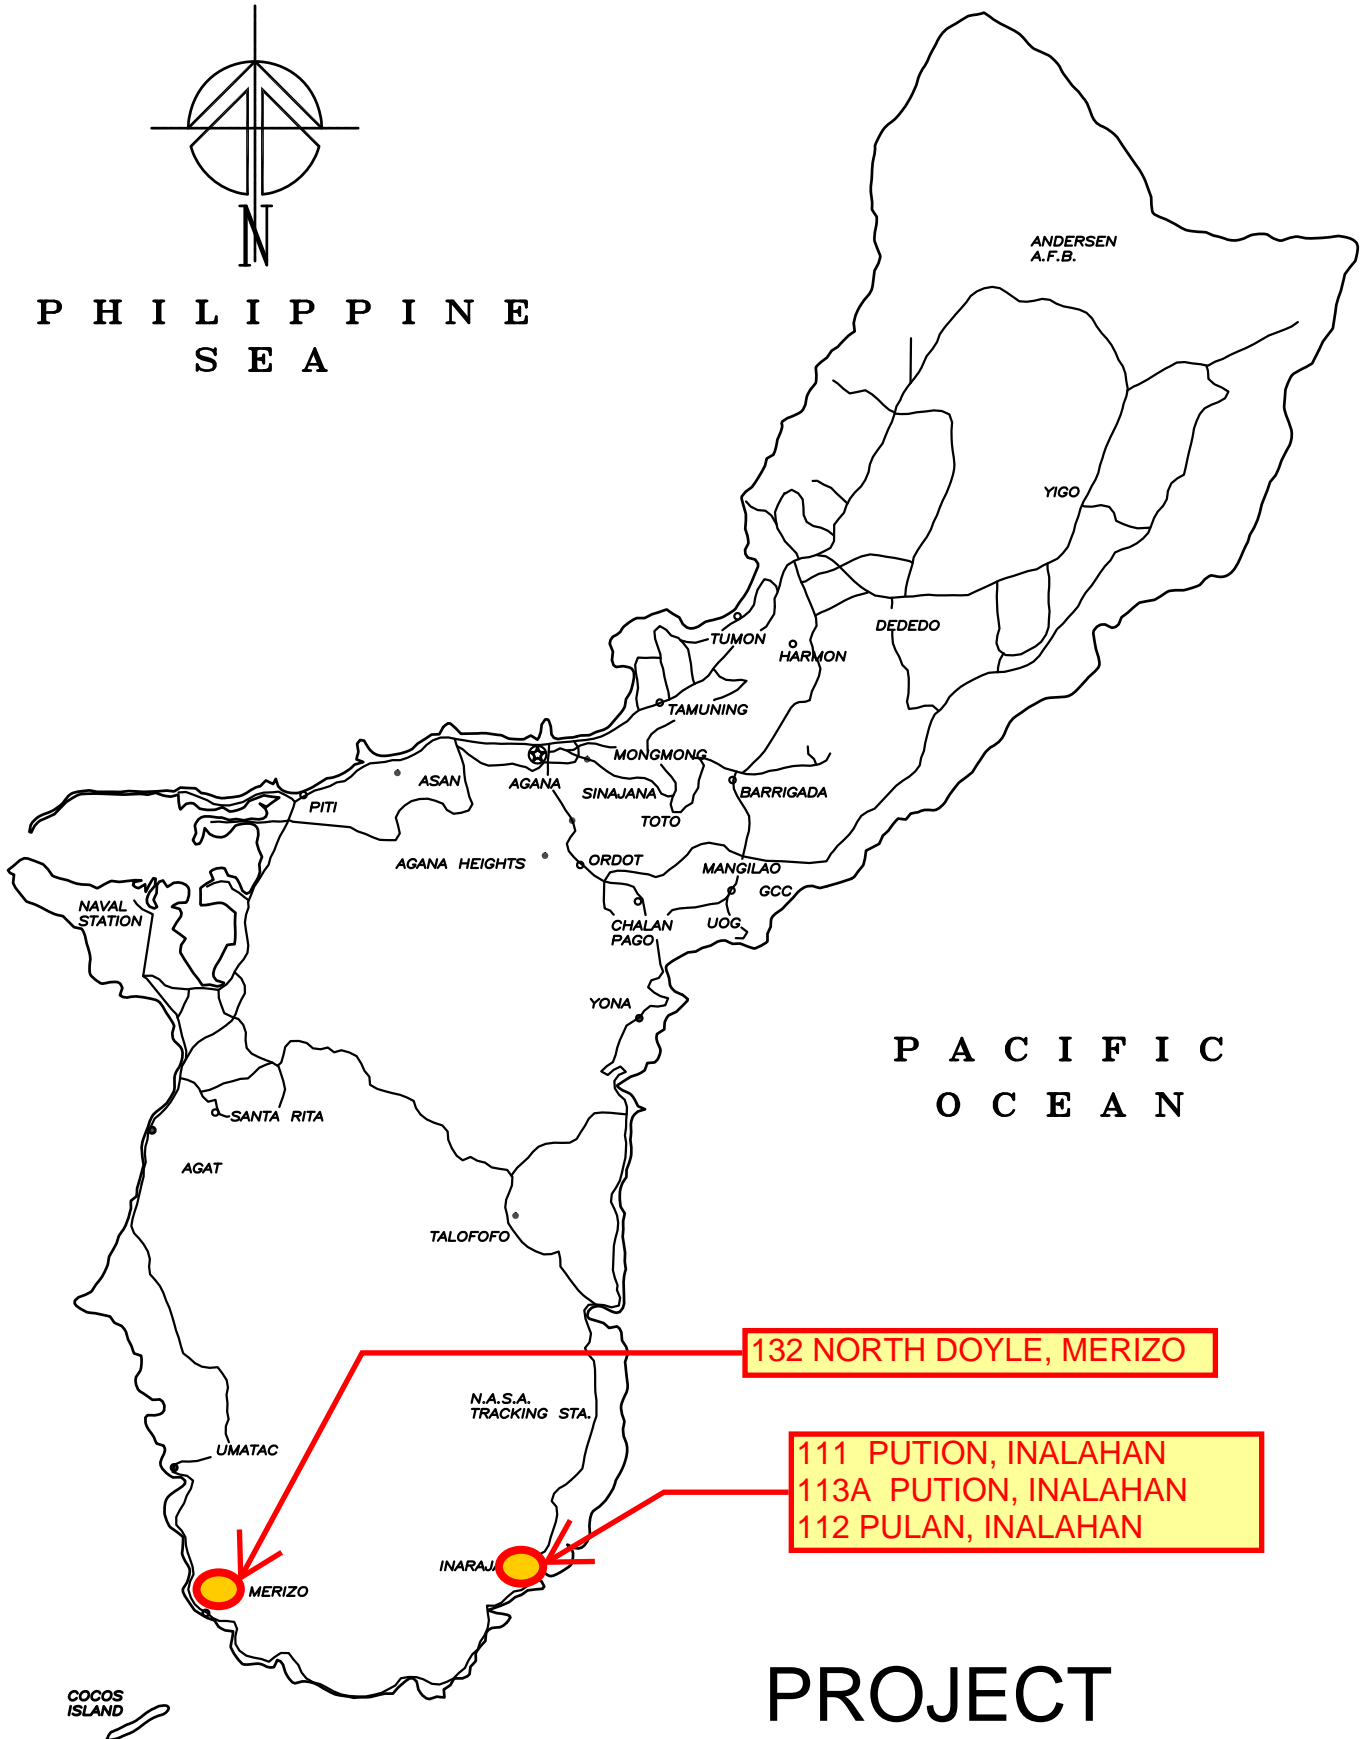 N
PHILIPPINE
SEA
ANDERSEN
A.F.B.
YIGO
DEDEDO
TUMON
HARMON
TAMUNING
MONGMONG
ASAN
AGANA
SINAJANA
BARRIGADA
PITI
TOTO
AGANA HEIGHTS
ORDOT
MANGILAO
GCC
NAVAL
STATION
CHALAN
PAGO
UOG
YONA
PACIFIC
OCEAN
SANTA RITA
AGAT
TALOFOFO
132 NORTH DOYLE, MERIZO
N.A.S.A.
TRACKING STA.
111 PUTION, INALAHAN
113A PUTION, INALAHAN
112 PULAN, INALAHAN
UMATAC
INARAJ
MERIZO
COCOS
ISLAND
PROJECT